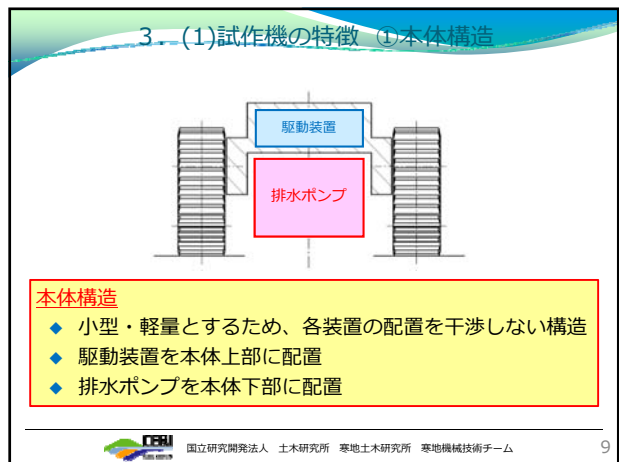 3．(1)試作機の特徴 ①本体構造
駆動装置
排水ポンプ
本体構造
◆ 小型・軽量とするため、各装置の配置を干渉しない構造
◆ 駆動装置を本体上部に配置
◆ 排水ポンプを本体下部に配置
国立研究開発法人 土木研究所 寒地土木研究所 寒地機械技術チーム
9